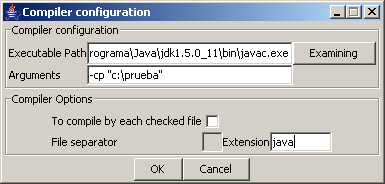 Compiler configuration
Compiler configuration
Executable Path rograma\Java\jdk1.5.0_11\bin\javac.exe Examining
Arguments -cp "c:\prueba"
Compiler Options
To compile by each checked file
File separator Extension java
OK Cancel